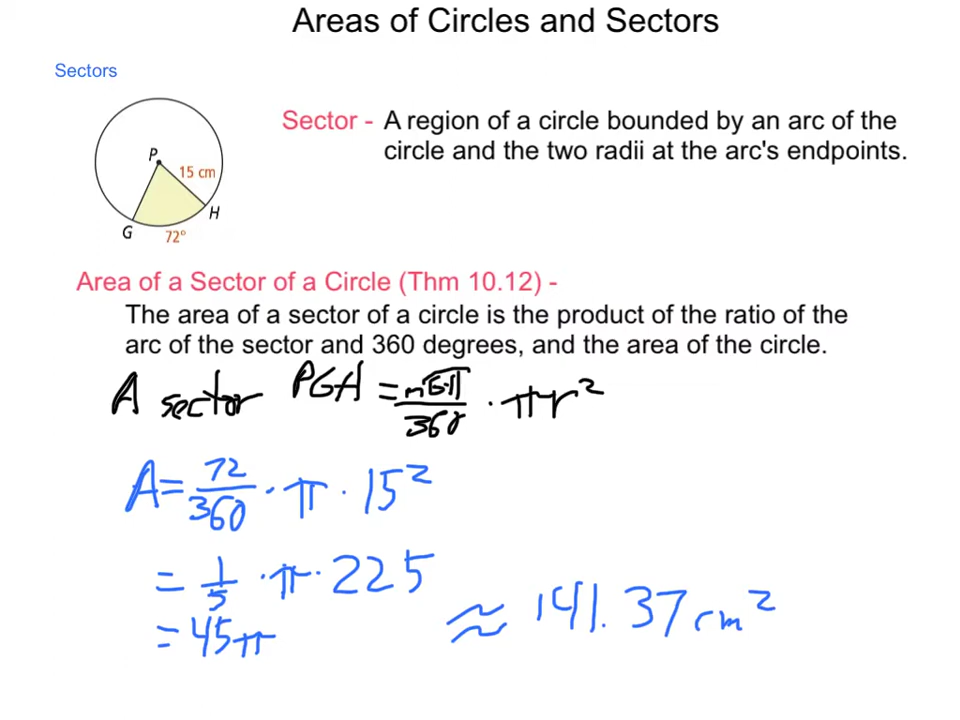 Areas of Circles and Sectors
Sectors
P
15 cm
H
G
72°
Sector - A region of a circle bounded by an arc of the
circle and the two radii at the arc's endpoints.
Area of a Sector of a Circle (Thm 10.12) -
The area of a sector of a circle is the product of the ratio of the
arc of the sector and 360 degrees, and the area of the circle.
A sector PGH = mGH/360 · πr²
A = 72/360 · π · 15²
= 1/5 · π · 225
= 45π ≈ 141.37 cm²